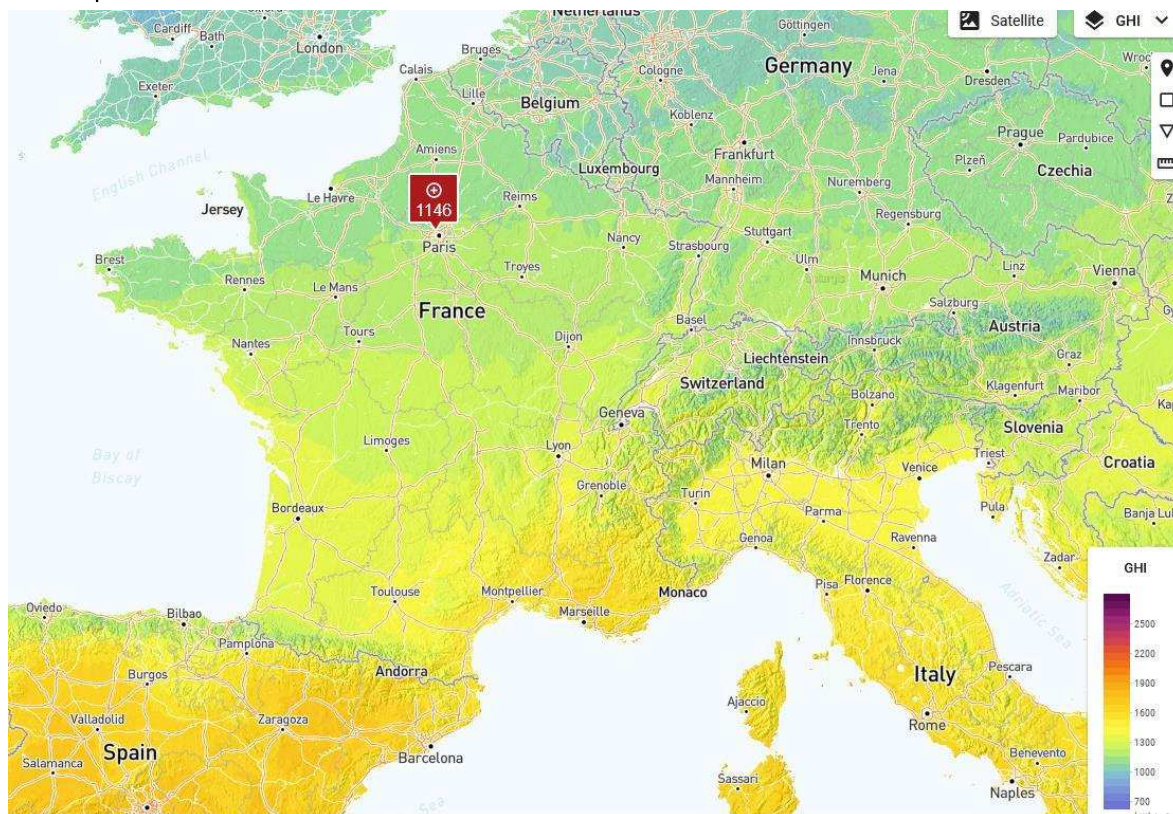 Netherlands
Satellite
GHI
Cardiff
Bath
London
Göttingen
Bruges
Germany
Jena
Wroc
Calais
Cologne
Dresden
Exeter
Lille
Belgium
Koblenz
Prague
Pardubice
English Channel
Amiens
Luxembourg
Frankfurt
Plzeň
Czechia
Le Havre
Reims
Mannheim
Nuremberg
1146
Jersey
Paris
Nancy
Strasbourg
Stuttgart
Regensburg
Brest
Troyes
Ulm
Linz
Vienna
Rennes
Le Mans
Munich
France
Salzburg
Tours
Dijon
Basel
Innsbruck
Austria
Nantes
Liechtenstein
Graz
Switzerland
Bolzano
Klagenfurt
Maribor
Geneva
Trento
Slovenia
Limoges
Lyon
Bay of
Biscay
Milan
Venice
Triest
Croatia
Grenoble
Turin
Bordeaux
Parma
Pula
Banja Lu
Genoa
Ravenna
Zadar
GHI
Toulouse
Montpellier
Monaco
Pisa
Florence
Oviedo
Bilbao
Marseille
Adriatic Sea
2500
Pamplona
2200
Burgos
Andorra
Italy
Pescara
1900
Valladolid
Zaragoza
Ajaccio
Rome
1600
Spain
Barcelona
1300
Salamanca
Benevento
1000
Sassari
Naples
700
Sea